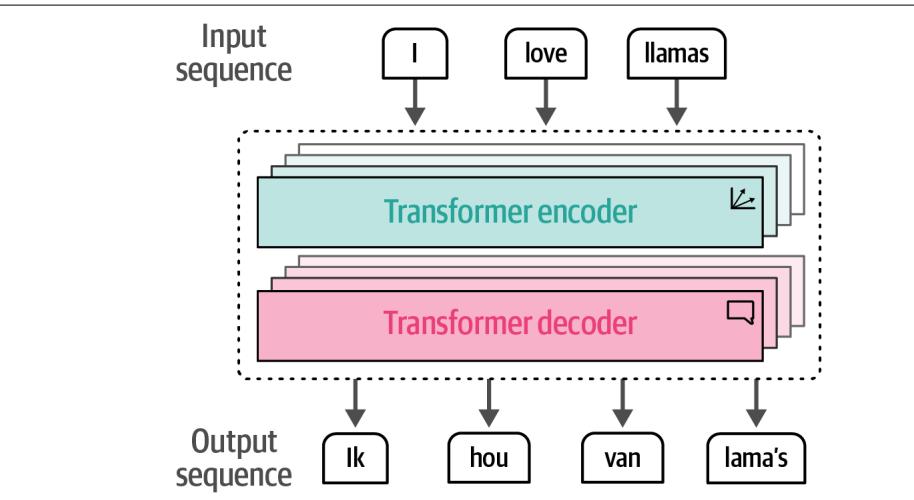 Input
sequence
I love llamas
Transformer encoder
Transformer decoder
Output
sequence
Ik hou van lama's